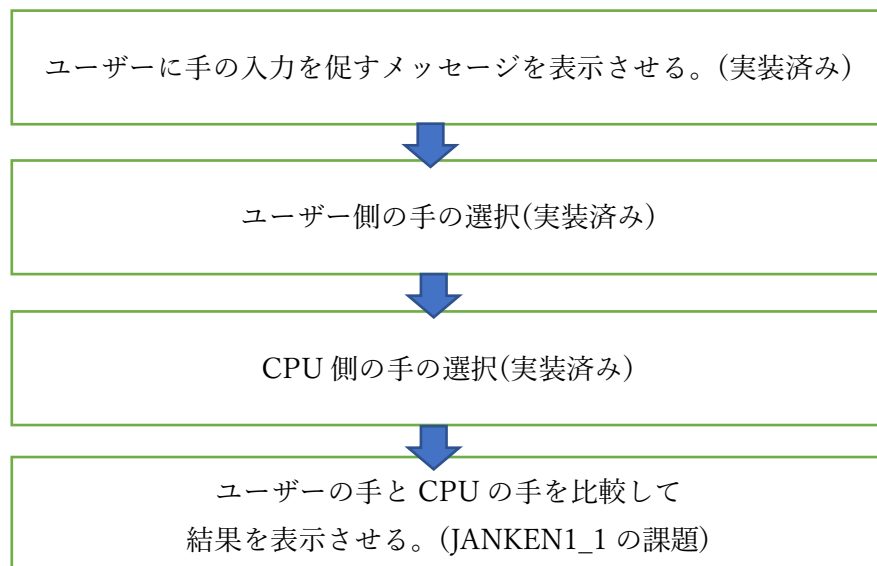 ユーザーに手の入力を促すメッセージを表示させる。(実装済み)
ユーザー側の手の選択(実装済み)
CPU 側の手の選択(実装済み)
ユーザーの手と CPU の手を比較して
結果を表示させる。(JANKEN1_1 の課題)